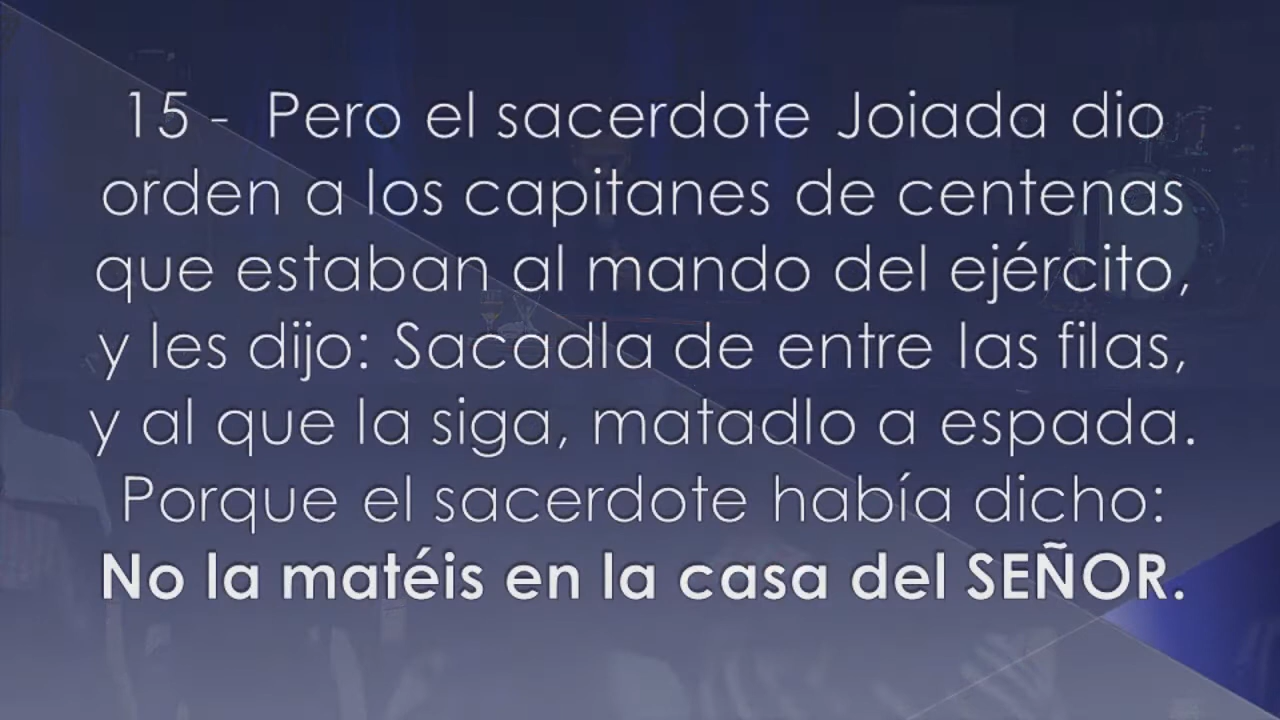 15 - Pero el sacerdote Joiada dio
orden a los capitanes de centenas
que estaban al mando del ejército,
y les dijo: Sacadla de entre las filas,
y al que la siga, matadlo a espada.
Porque el sacerdote había dicho:
No la matéis en la casa del SEÑOR.